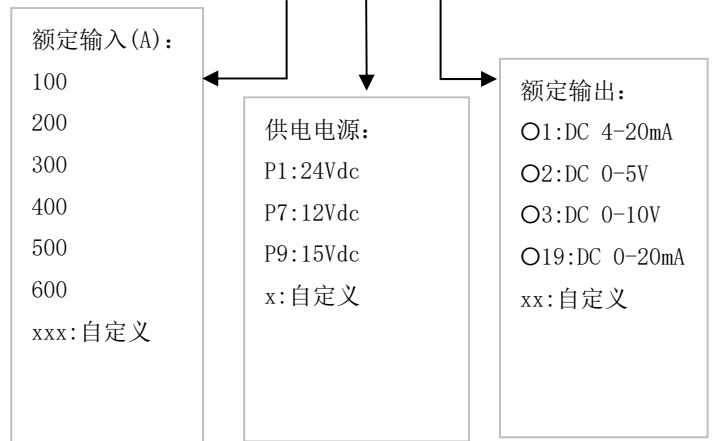 额定输入(A)：
100
200
300
400
500
600
xxx:自定义
供电电源：
P1:24Vdc
P7:12Vdc
P9:15Vdc
x:自定义
额定输出：
O1:DC 4-20mA
O2:DC 0-5V
O3:DC 0-10V
O19:DC 0-20mA
xx:自定义